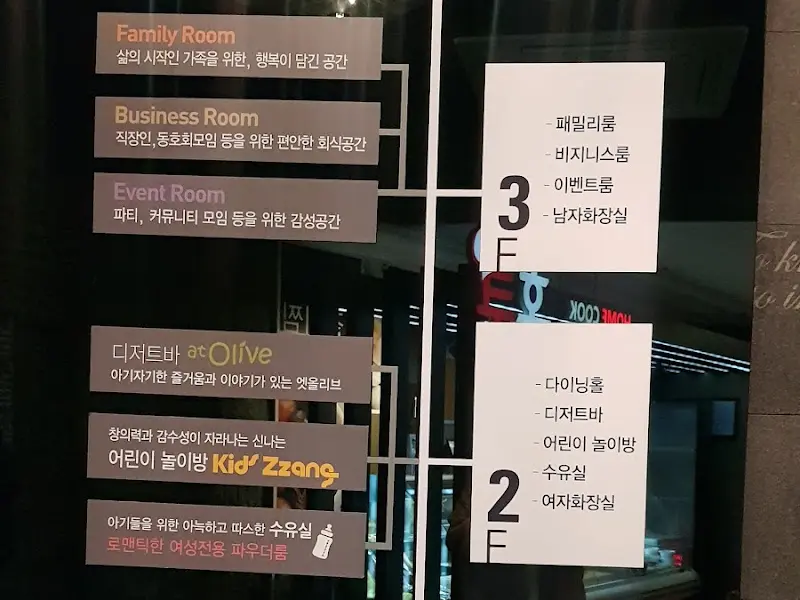 Family Room
삶의 시작인 가족을 위한, 행복이 담긴 공간
Business Room
직장인,동호회모임 등을 위한 편안한 회식공간
Event Room
파티, 커뮤니티 모임 등을 위한 감성공간
3F
- 패밀리룸
- 비지니스룸
- 이벤트룸
- 남자화장실
디저트바 at Olive
아기자기한 즐거움과 이야기가 있는 엣올리브
창의력과 감수성이 자라나는 신나는
어린이 놀이방 Kid's Zzang
아기들을 위한 아늑하고 따스한 수유실
로맨틱한 여성전용 파우더룸
2F
- 다이닝홀
- 디저트바
- 어린이 놀이방
- 수유실
- 여자화장실
HOME COOK